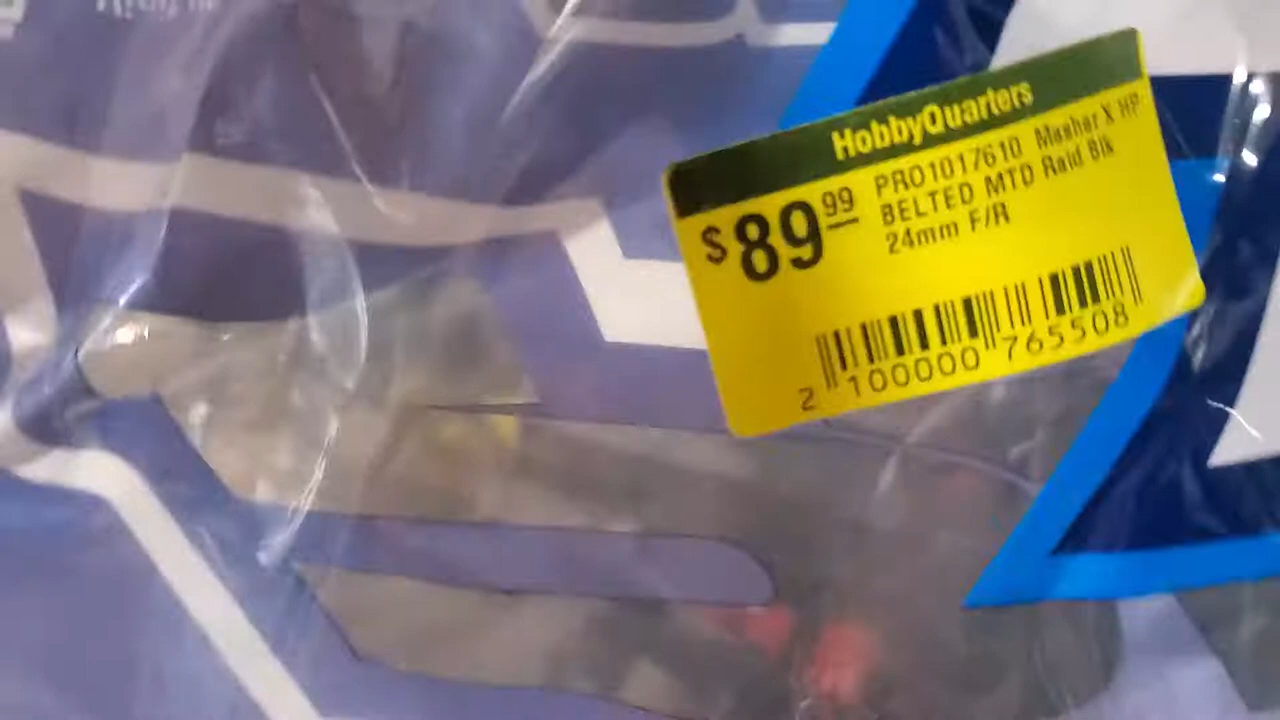 HobbyQuarters
$89.99
PRO1017610 Masher X HP
BELTED MTD Raid Blk
24mm F/R
2 100000 765508